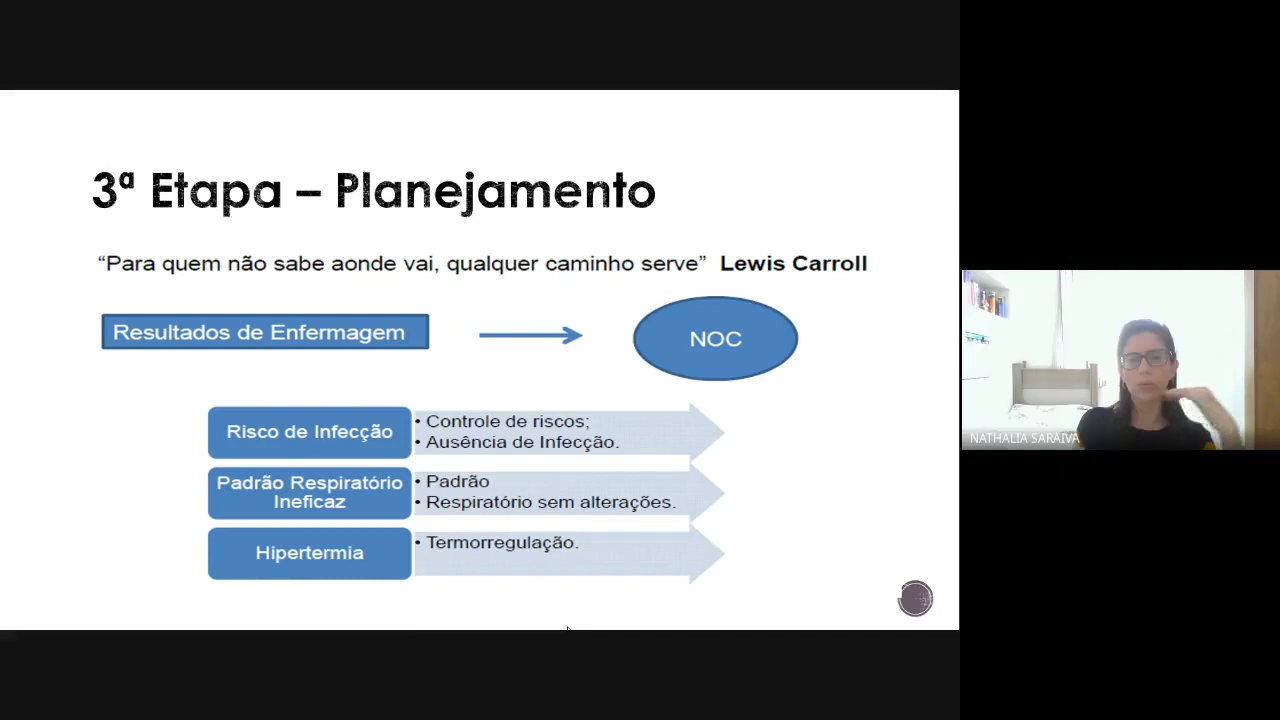 3ª Etapa – Planejamento
“Para quem não sabe aonde vai, qualquer caminho serve” Lewis Carroll
Resultados de Enfermagem
NOC
Risco de Infecção
• Controle de riscos;
• Ausência de Infecção.
Padrão Respiratório
Ineficaz
• Padrão
• Respiratório sem alterações.
Hipertermia
• Termorregulação.
NATHALIA SARAIVA